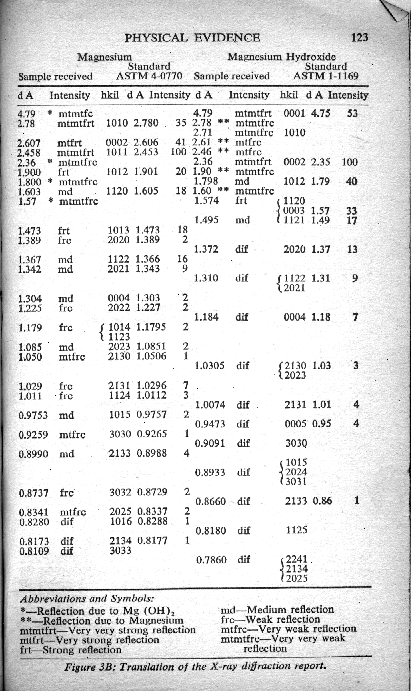 PHYSICAL EVIDENCE 123
Magnesium Magnesium Hydroxide
Standard Standard
Sample received ASTM 4-0770 Sample received ASTM 1-1169
d A Intensity hkil d A Intensity d A Intensity hkil d A Intensity
4.79 * mtmtfc 4.79 mtmtfrt 0001 4.75 53
2.78 mtmtfrt 1010 2.780 35 2.78 ** mtmtfrc
2.71 mtmtfrc 1010
2.607 mtfrt 0002 2.606 41 2.61 ** mtfrc
2.458 mtmtfrt 1011 2.453 100 2.46 ** mtfrc
2.36 * mtmtfrc 2.36 mtmtfrt 0002 2.35 100
1.900 frt 1012 1.901 20 1.90 ** mtmtfrc
1.800 * mtmtfrc 1.798 md 1012 1.79 40
1.603 md 1120 1.605 18 1.60 ** mtmtfrc
1.57 * mtmtfrc 1.574 frt { 1120
0003 1.57 33
1.495 md 1121 1.49 17
1.473 frt 1013 1.473 18
1.389 frc 2020 1.389 2
1.372 dif 2020 1.37 13
1.367 md 1122 1.366 16
1.342 md 2021 1.343 9
1.310 dif { 1122 1.31 9
2021
1.304 md 0004 1.303 2
1.225 frc 2022 1.227 2
1.184 dif 0004 1.18 7
1.179 frc { 1014 1.1795 2
1123
1.085 md 2023 1.0851 2
1.050 mtfrc 2130 1.0506 1
1.0305 dif { 2130 1.03 3
2023
1.029 frc 2131 1.0296 7
1.011 frc 1124 1.0112 3
1.0074 dif 2131 1.01 4
0.9753 md 1015 0.9757 2
0.9473 dif 0005 0.95 4
0.9259 mtfrc 3030 0.9265 1
0.9091 dif 3030
0.8990 md 2133 0.8988 4
{ 1015
0.8933 dif 2024
3031
0.8737 frc 3032 0.8729 2
0.8660 dif 2133 0.86 1
0.8341 mtfrc 2025 0.8337 2
0.8280 dif 1016 0.8288 1
0.8180 dif 1125
0.8173 dif 2134 0.8177 1
0.8109 dif 3033
0.7860 dif { 2241
2134
2025
Abbreviations and Symbols:
*—Reflection due to Mg (OH)2 md—Medium reflection
**—Reflection due to Magnesium frc—Weak reflection
mtmtfrt—Very very strong reflection mtfrc—Very weak reflection
mtfrt—Very strong reflection mtmtfrc—Very very weak
frt—Strong reflection reflection
Figure 3B: Translation of the X-ray diffraction report.